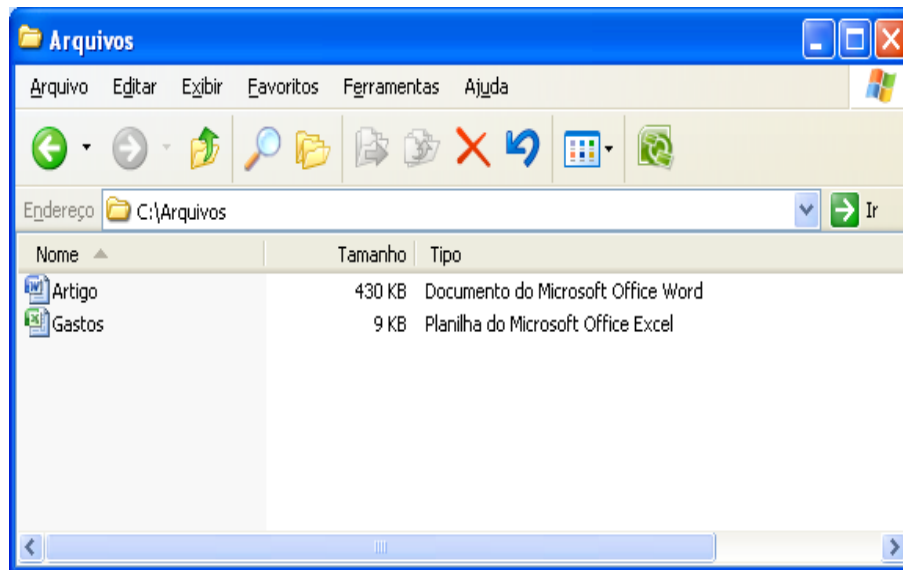 Arquivos
Arquivo Editar Exibir Favoritos Ferramentas Ajuda
Endereço C:\Arquivos Ir
Nome Tamanho Tipo
Artigo 430 KB Documento do Microsoft Office Word
Gastos 9 KB Planilha do Microsoft Office Excel